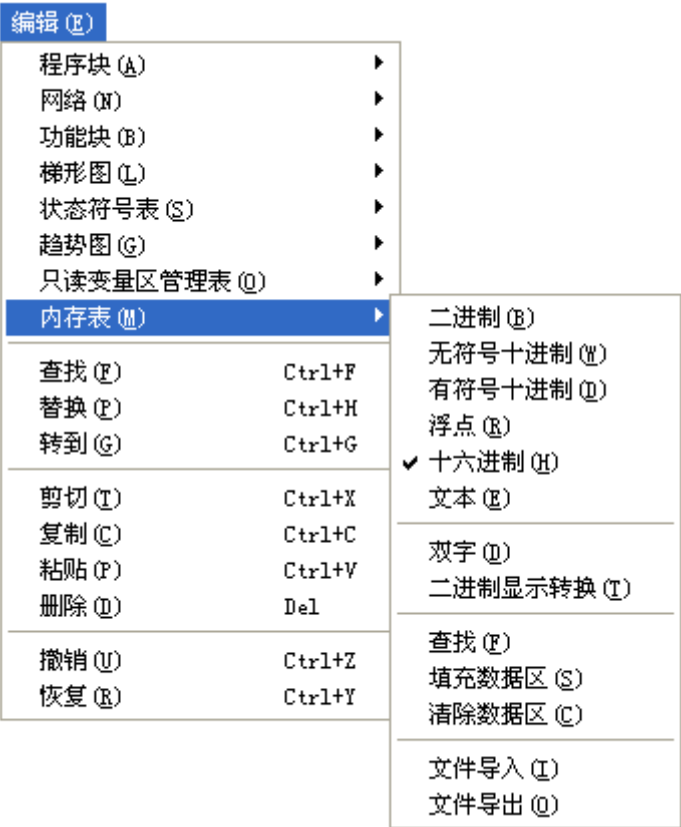 编辑(E)
程序块(A)
网络(N)
功能块(B)
梯形图(L)
状态符号表(S)
趋势图(G)
只读变量区管理表(O)
内存表(M)
查找(F) Ctrl+F
替换(P) Ctrl+H
转到(G) Ctrl+G
剪切(T) Ctrl+X
复制(C) Ctrl+C
粘贴(P) Ctrl+V
删除(D) Del
撤销(U) Ctrl+Z
恢复(R) Ctrl+Y
二进制(B)
无符号十进制(W)
有符号十进制(D)
浮点(R)
十六进制(H)
文本(E)
双字(D)
二进制显示转换(T)
查找(F)
填充数据区(S)
清除数据区(C)
文件导入(I)
文件导出(O)